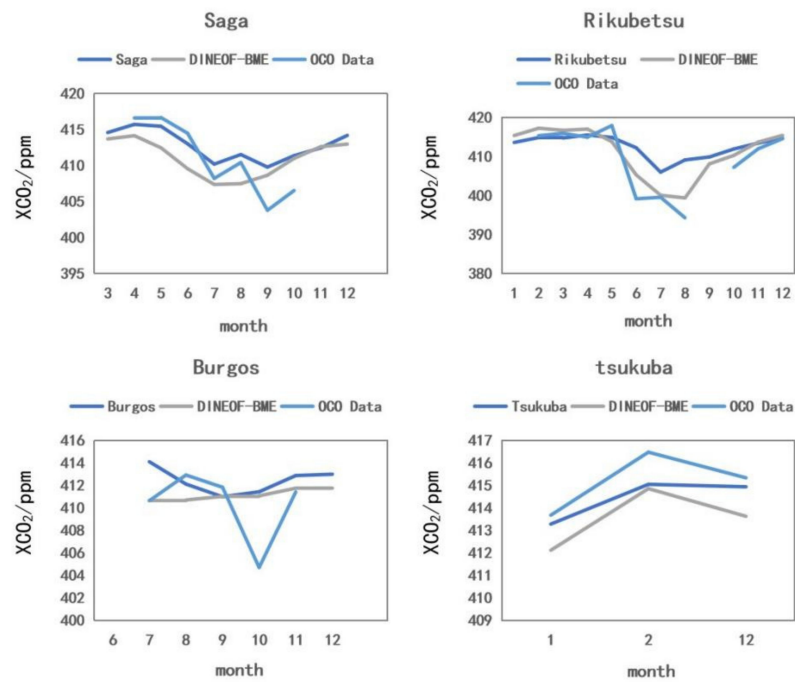 Saga
Saga DINEOF-BME OCO Data
420
415
410
405
400
395
XCO₂/ppm
3 4 5 6 7 8 9 10 11 12
month
Rikubetsu
Rikubetsu DINEOF-BME
OCO Data
420
410
400
390
380
XCO₂/ppm
1 2 3 4 5 6 7 8 9 10 11 12
month
Burgos
Burgos DINEOF-BME OCO Data
416
414
412
410
408
406
404
402
400
XCO₂/ppm
6 7 8 9 10 11 12
month
tsukuba
Tsukuba DINEOF-BME OCO Data
417
416
415
414
413
412
411
410
409
XCO₂/ppm
1 2 12
month